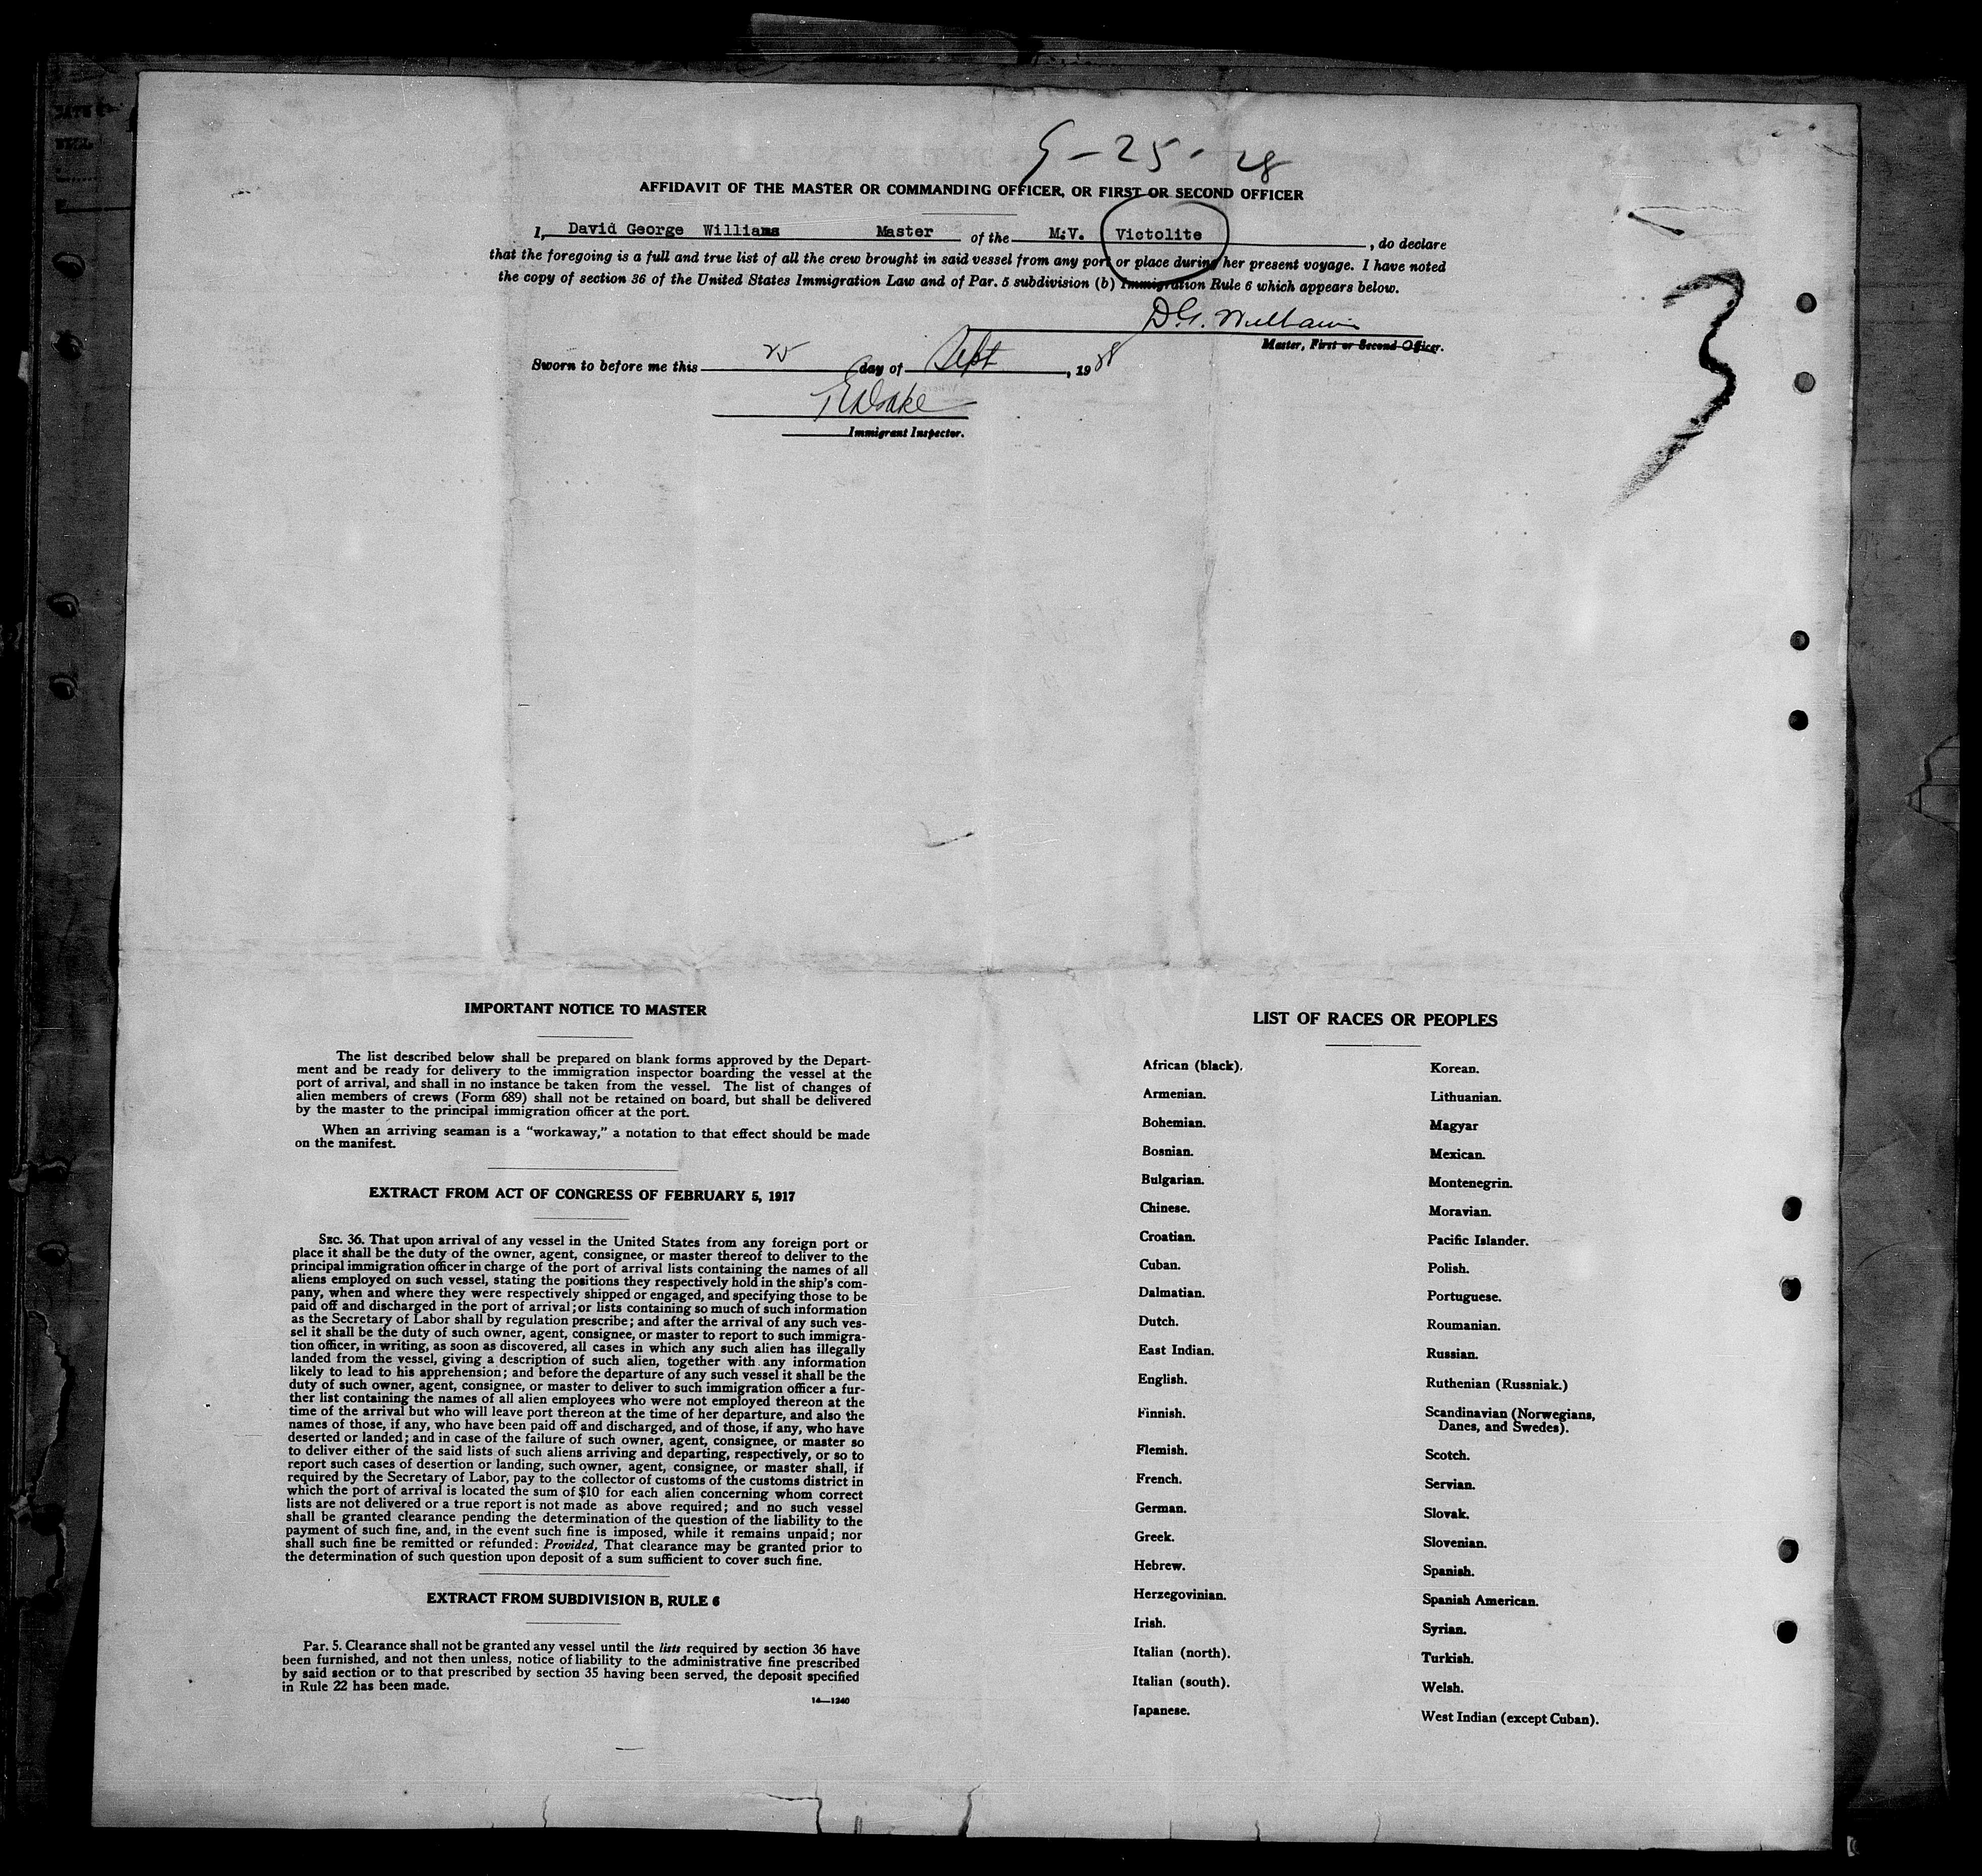 9-25-28
AFFIDAVIT OF THE MASTER OR COMMANDING OFFICER, OR FIRST OR SECOND OFFICER
I, David George Williams Master of the M.V. Victolite, do declare
that the foregoing is a full and true list of all the crew brought in said vessel from any port or place during her present voyage. I have noted
the copy of section 36 of the United States Immigration Law and of Par. 5 subdivision (b) Immigration Rule 6 which appears below.
D.G. Williams
Master, First or Second Officer.
Sworn to before me this 25 day of Sept, 1928
Drake
Immigrant Inspector.
3
IMPORTANT NOTICE TO MASTER
The list described below shall be prepared on blank forms approved by the Depart-
ment and be ready for delivery to the immigration inspector boarding the vessel at the
port of arrival, and shall in no instance be taken from the vessel. The list of changes of
alien members of crews (Form 689) shall not be retained on board, but shall be delivered
by the master to the principal immigration officer at the port.
When an arriving seaman is a "workaway," a notation to that effect should be made
on the manifest.
EXTRACT FROM ACT OF CONGRESS OF FEBRUARY 5, 1917
SEC. 36. That upon arrival of any vessel in the United States from any foreign port or
place it shall be the duty of the owner, agent, consignee, or master thereof to deliver to the
principal immigration officer in charge of the port of arrival lists containing the names of all
aliens employed on such vessel, stating the positions they respectively hold in the ship's com-
pany, when and where they were respectively shipped or engaged, and specifying those to be
paid off and discharged in the port of arrival; or lists containing so much of such information
as the Secretary of Labor shall by regulation prescribe; and after the arrival of any such ves-
sel it shall be the duty of such owner, agent, consignee, or master to report to such immigra-
tion officer, in writing, as soon as discovered, all cases in which any such alien has illegally
landed from the vessel, giving a description of such alien, together with any information
likely to lead to his apprehension; and before the departure of any such vessel it shall be the
duty of such owner, agent, consignee, or master to deliver to such immigration officer a fur-
ther list containing the names of all alien employees who were not employed thereon at the
time of the arrival but who will leave port thereon at the time of her departure, and also the
names of those, if any, who have been paid off and discharged, and of those, if any, who have
deserted or landed; and in case of the failure of such owner, agent, consignee, or master so
to deliver either of the said lists of such aliens arriving and departing, respectively, or so to
report such cases of desertion or landing, such owner, agent, consignee, or master shall, if
required by the Secretary of Labor, pay to the collector of customs of the customs district in
which the port of arrival is located the sum of $10 for each alien concerning whom correct
lists are not delivered or a true report is not made as above required; and no such vessel
shall be granted clearance pending the determination of the question of the liability to the
payment of such fine, and, in the event such fine is imposed, while it remains unpaid; nor
shall such fine be remitted or refunded: Provided, That clearance may be granted prior to
the determination of such question upon deposit of a sum sufficient to cover such fine.
EXTRACT FROM SUBDIVISION B, RULE 6
Par. 5. Clearance shall not be granted any vessel until the lists required by section 36 have
been furnished, and not then unless, notice of liability to the administrative fine prescribed
by said section or to that prescribed by section 35 having been served, the deposit specified
in Rule 22 has been made.
14—1240
LIST OF RACES OR PEOPLES
African (black).
Armenian.
Bohemian.
Bosnian.
Bulgarian.
Chinese.
Croatian.
Cuban.
Dalmatian.
Dutch.
East Indian.
English.
Finnish.
Flemish.
French.
German.
Greek.
Hebrew.
Herzegovinian.
Irish.
Italian (north).
Italian (south).
Japanese.
Korean.
Lithuanian.
Magyar
Mexican.
Montenegrin.
Moravian.
Pacific Islander.
Polish.
Portuguese.
Roumanian.
Russian.
Ruthenian (Russniak.)
Scandinavian (Norwegians,
Danes, and Swedes).
Scotch.
Servian.
Slovak.
Slovenian.
Spanish.
Spanish American.
Syrian.
Turkish.
Welsh.
West Indian (except Cuban).